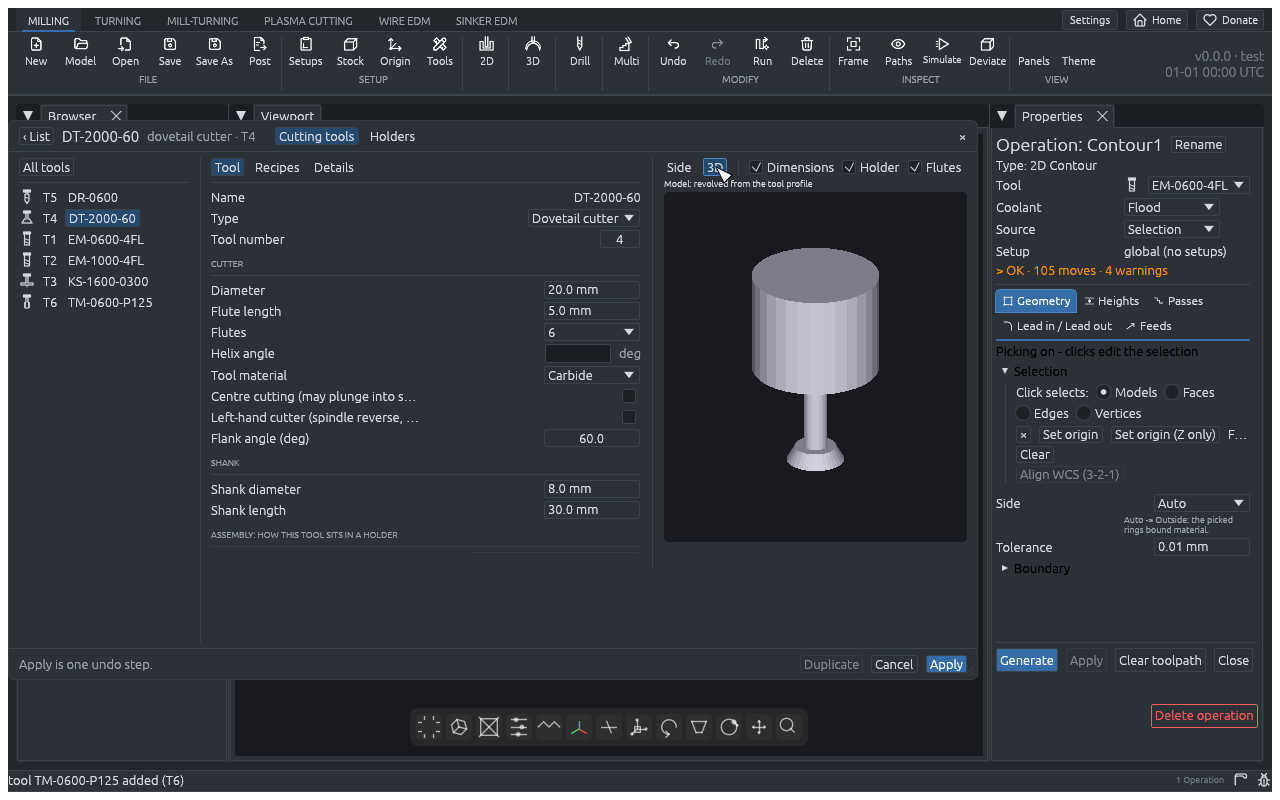 MILLING TURNING MILL-TURNING PLASMA CUTTING WIRE EDM SINKER EDM Settings Home Donate
New Model Open Save Save As Post Setups Stock Origin Tools 2D 3D Drill Multi Undo Redo Run Delete Frame Paths Simulate Deviate Panels Theme
FILE SETUP MODIFY INSPECT VIEW
v0.0.0 · test
01-01 00:00 UTC
Browser Viewport Properties
‹ List DT-2000-60 dovetail cutter · T4 Cutting tools Holders ×
All tools
T5 DR-0600
T4 DT-2000-60
T1 EM-0600-4FL
T2 EM-1000-4FL
T3 KS-1600-0300
T6 TM-0600-P125
Tool Recipes Details
Name DT-2000-60
Type Dovetail cutter
Tool number 4
CUTTER
Diameter 20.0 mm
Flute length 5.0 mm
Flutes 6
Helix angle deg
Tool material Carbide
Centre cutting (may plunge into s…
Left-hand cutter (spindle reverse, …
Flank angle (deg) 60.0
SHANK
Shank diameter 8.0 mm
Shank length 30.0 mm
ASSEMBLY: HOW THIS TOOL SITS IN A HOLDER
Side 3D Dimensions Holder Flutes
Model: revolved from the tool profile
Apply is one undo step. Duplicate Cancel Apply
Operation: Contour1 Rename
Type: 2D Contour
Tool EM-0600-4FL
Coolant Flood
Source Selection
Setup global (no setups)
> OK · 105 moves · 4 warnings
Geometry Heights Passes
Lead in / Lead out Feeds
Picking on - clicks edit the selection
Selection
Click selects: Models Faces
Edges Vertices
× Set origin Set origin (Z only) F…
Clear
Align WCS (3-2-1)
Side Auto
Auto -> Outside: the picked
rings bound material.
Tolerance 0.01 mm
Boundary
Generate Apply Clear toolpath Close
Delete operation
tool TM-0600-P125 added (T6) 1 Operation